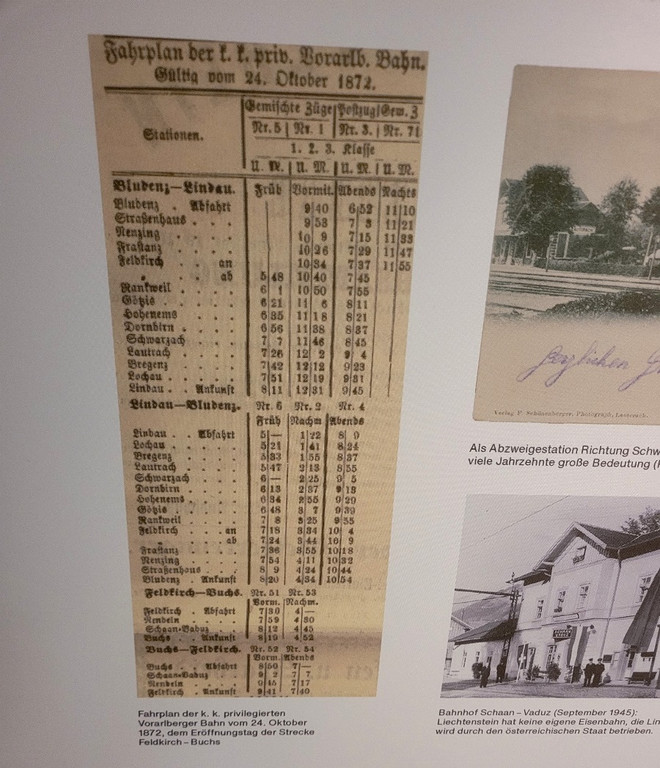 Fahrplan der k. k. priv. Vorarlb. Bahn.
Gültig vom 24. Oktober 1872.
Stationen.
Gemischte Züge Postzug Gem. Z
Nr. 5 Nr. 1 Nr. 3. Nr. 71
1. 2. 3. Klasse
U. M. U. M. U. M. U. M.
Bludenz—Lindau. Früh Vormit. Abends Nachts
Bludenz . Abfahrt 9 40 6 52 11 10
Straßenhaus . . . 9 53 7 3 11 21
Nenzing . . . . 10 9 7 15 11 33
Frastanz . . . . 10 26 7 29 11 47
Feldkirch . . an 10 34 7 37 11 55
" . . ab 5 48 10 40 7 45
Rankweil . . . . 6 1 10 50 7 55
Götzis . . . . 6 21 11 6 8 11
Hohenems . . . . 6 35 11 18 8 21
Dornbirn . . . . 6 56 11 38 8 37
Schwarzach . . . 7 7 11 46 8 45
Lautrach . . . . 7 26 12 2 9 4
Bregenz . . . . 7 42 12 12 9 23
Lochau . . . . 7 51 12 19 9 31
Lindau . . Ankunft 8 11 12 31 9 45
Lindau—Bludenz. Nr. 6 Nr. 2 Nr. 4
Früh Nachm Abends
Lindau . . Abfahrt 5 — 1 22 8 9
Lochau . . . . 5 21 1 41 8 24
Bregenz . . . . 5 33 1 55 8 37
Lautrach . . . . 5 47 2 13 8 55
Schwarzach . . . 6 — 2 25 9 5
Dornbirn . . . . 6 13 2 37 9 13
Hohenems . . . . 6 34 2 55 9 29
Götzis . . . . 6 48 3 7 9 39
Rankweil . . . . 7 8 3 25 9 55
Feldkirch . . an 7 18 3 34 10 4
" . . ab 7 24 3 44 10 9
Frastanz . . . . 7 36 3 55 10 18
Nenzing . . . . 7 54 4 11 10 32
Straßenhaus . . . 8 9 4 24 10 44
Bludenz . Ankunft 8 20 4 34 10 54
Feldkirch—Buchs. Nr. 51 Nr. 53
Vorm. Nachm.
Feldkirch . Abfahrt 7 30 4 —
Nendeln . . . . 7 59 4 30
Schaan-Vaduz . . 8 12 4 45
Buchs . . Ankunft 8 19 4 52
Buchs—Feldkirch. Nr. 52 Nr. 54
Vorm. Abends
Buchs . . Abfahrt 8 50 7 —
Schaan-Vaduz . . 9 2 7 7
Nendeln . . . . 7 17
Feldkirch . Ankunft 9 41 7 40
Fahrplan der k. k. privilegierten
Vorarlberger Bahn vom 24. Oktober
1872, dem Eröffnungstag der Strecke
Feldkirch – Buchs
Herzlichen
Verlag Photograph,
Als Abzweigestation Richtung Schw
viele Jahrzehnte große Bedeutung
Bahnhof Schaan – Vaduz (September 1945):
Liechtenstein hat keine eigene Eisenbahn, die Lin
wird durch den österreichischen Staat betrieben.